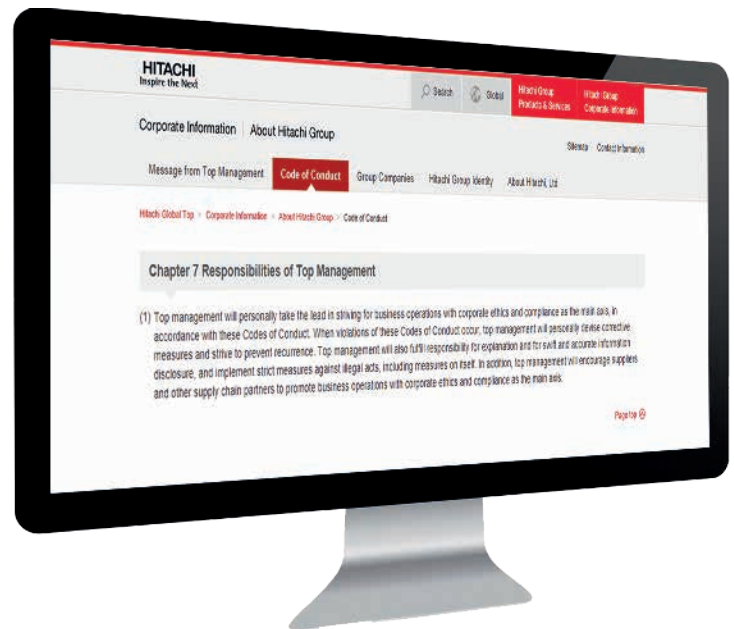 HITACHI
Inspire the Next
Search Global Hitachi Group Products & Services Hitachi Group Corporate Information
Corporate Information About Hitachi Group
Sitemap Contact Information
Message from Top Management Code of Conduct Group Companies Hitachi Group Identity About Hitachi, Ltd
Hitachi Global Top > Corporate Information > About Hitachi Group > Code of Conduct
Chapter 7 Responsibilities of Top Management
(1) Top management will personally take the lead in striving for business operations with corporate ethics and compliance as the main axis, in
accordance with these Codes of Conduct. When violations of these Codes of Conduct occur, top management will personally devise corrective
measures and strive to prevent recurrence. Top management will also fulfil responsibility for explanation and for swift and accurate information
disclosure, and implement strict measures against illegal acts, including measures on itself. In addition, top management will encourage suppliers
and other supply chain partners to promote business operations with corporate ethics and compliance as the main axis.
Page top